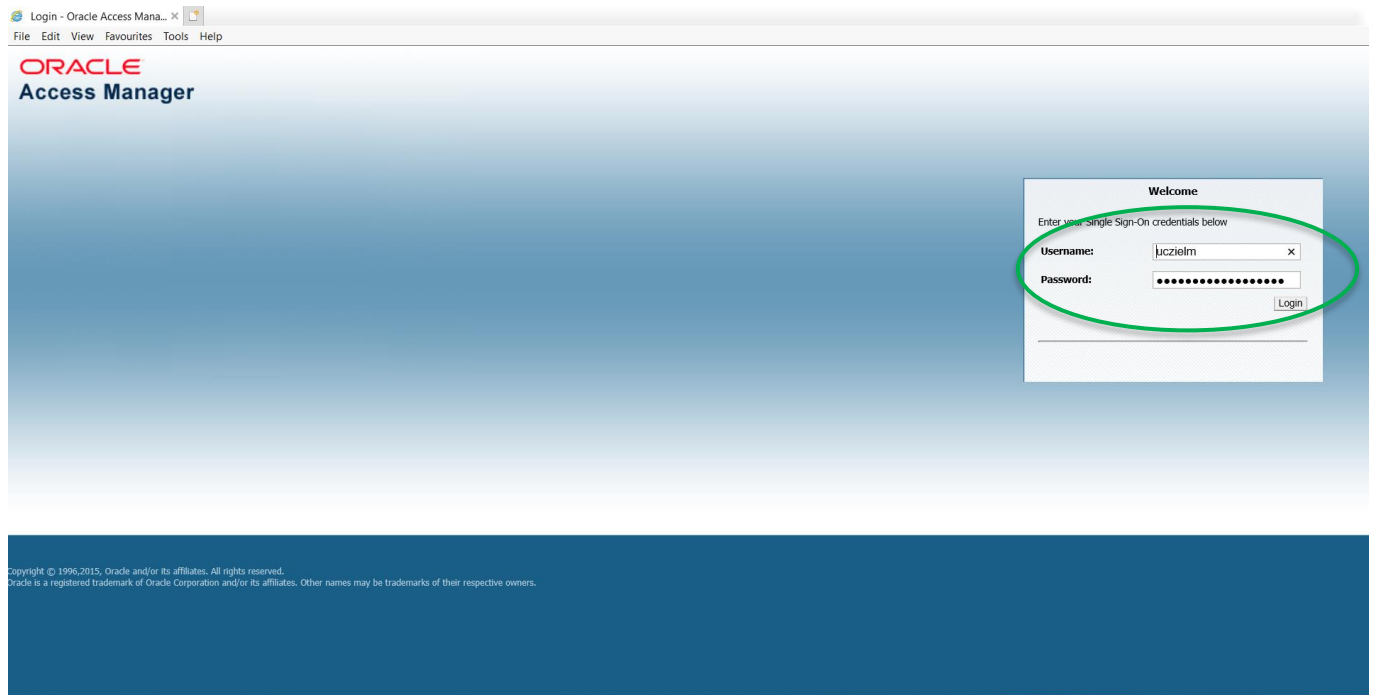 Login - Oracle Access Mana...
File Edit View Favourites Tools Help
ORACLE
Access Manager
Welcome
Enter your Single Sign-On credentials below
Username: uczielm
Password: ●●●●●●●●●●●●●●●●●●
Login
Copyright © 1996,2015, Oracle and/or its affiliates. All rights reserved.
Oracle is a registered trademark of Oracle Corporation and/or its affiliates. Other names may be trademarks of their respective owners.